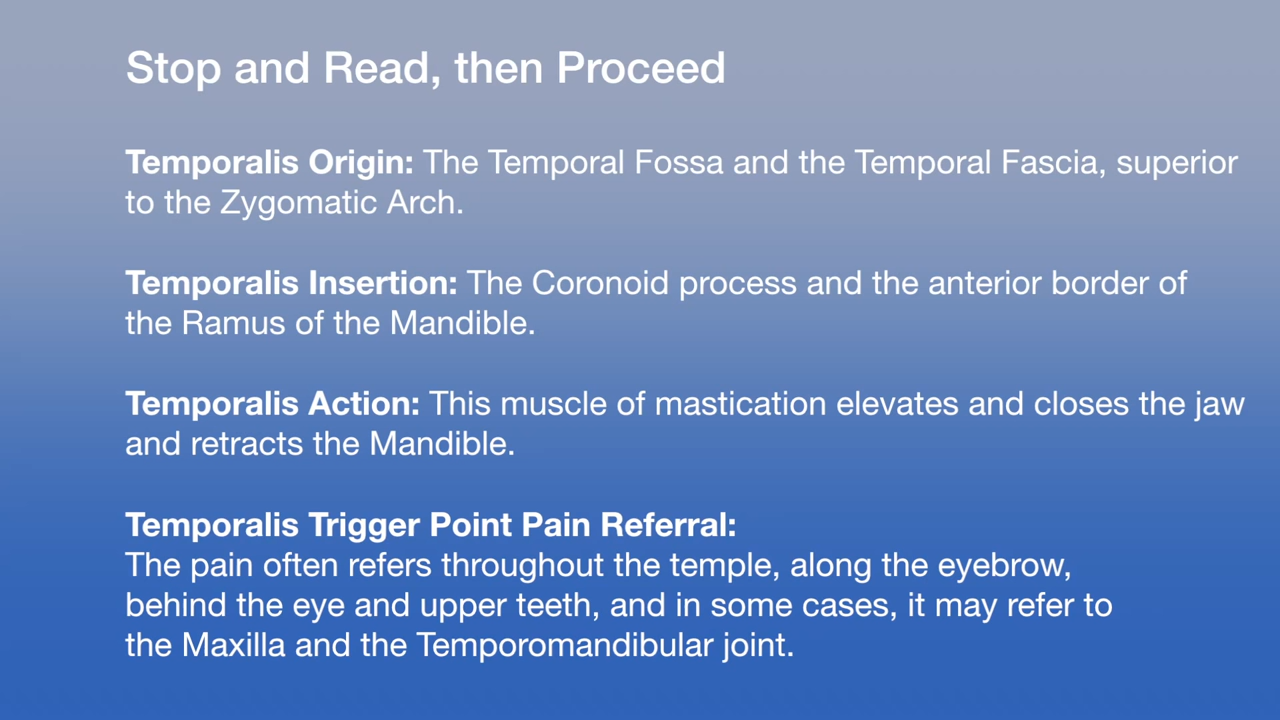 Stop and Read, then Proceed
Temporalis Origin: The Temporal Fossa and the Temporal Fascia, superior
to the Zygomatic Arch.
Temporalis Insertion: The Coronoid process and the anterior border of
the Ramus of the Mandible.
Temporalis Action: This muscle of mastication elevates and closes the jaw
and retracts the Mandible.
Temporalis Trigger Point Pain Referral:
The pain often refers throughout the temple, along the eyebrow,
behind the eye and upper teeth, and in some cases, it may refer to
the Maxilla and the Temporomandibular joint.